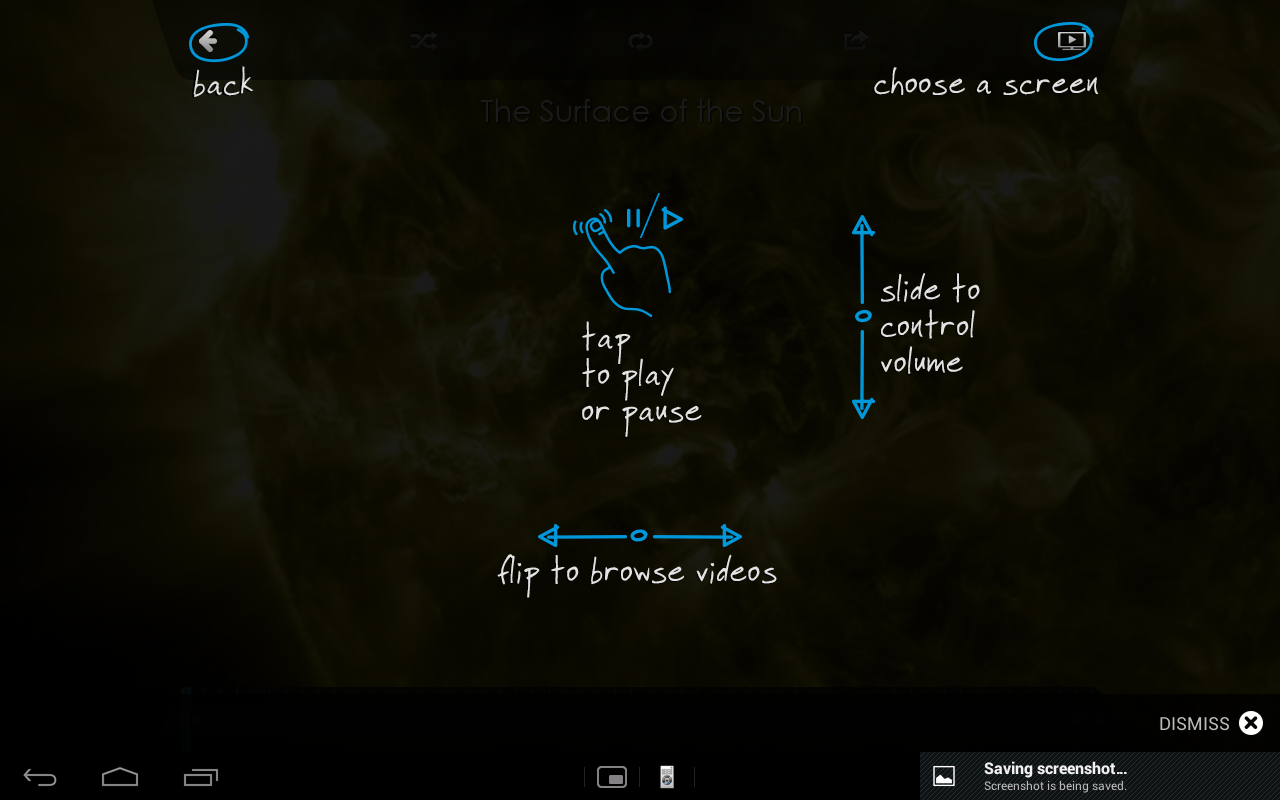 back
choose a screen
The Surface of the Sun
tap
to play
or pause
slide to
control
volume
flip to browse videos
DISMISS
Saving screenshot...
Screenshot is being saved.